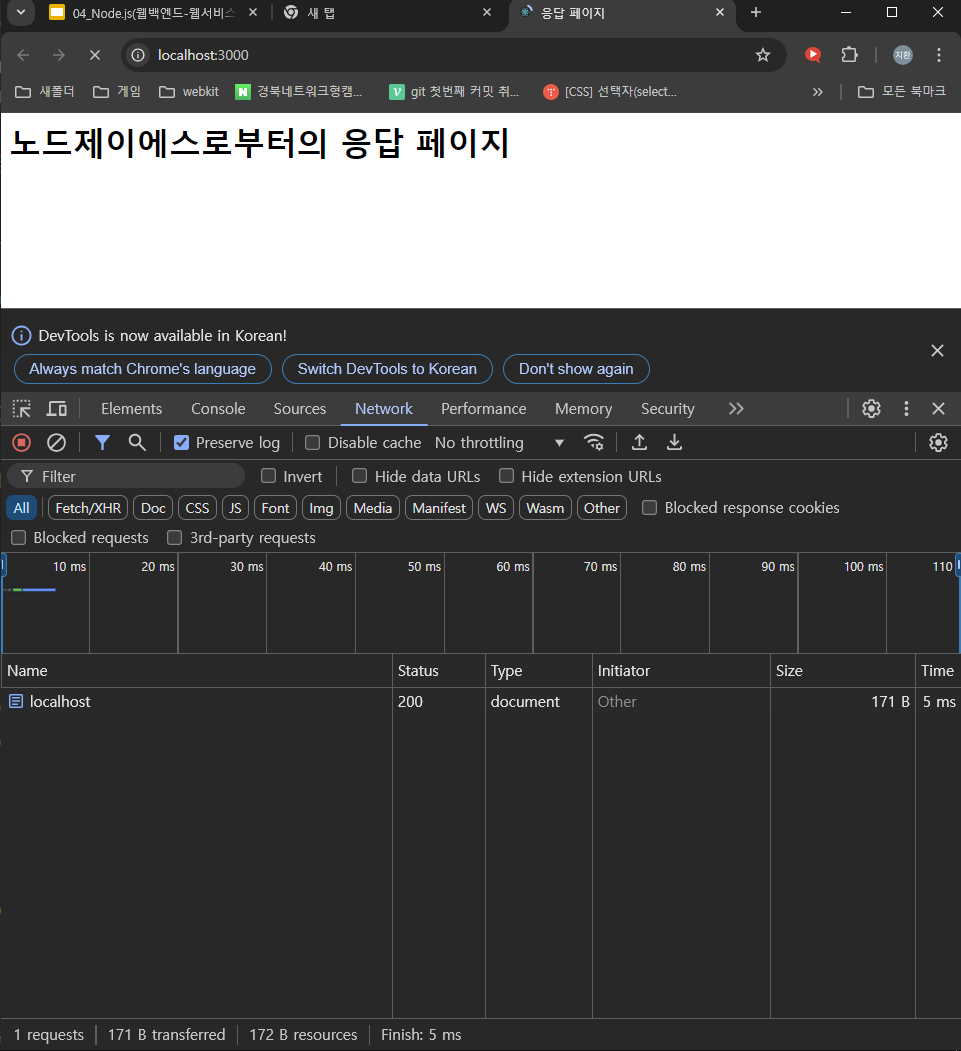 04_Node.js(웹백엔드-웹서비스
새 탭
응답 페이지
localhost:3000
지환
새폴더
게임
webkit
경북네트워크형캠...
git 첫번째 커밋 취...
[CSS] 선택자(select...
모든 북마크
노드제이에스로부터의 응답 페이지
DevTools is now available in Korean!
Always match Chrome's language
Switch DevTools to Korean
Don't show again
Elements
Console
Sources
Network
Performance
Memory
Security
Preserve log
Disable cache
No throttling
Filter
Invert
Hide data URLs
Hide extension URLs
All
Fetch/XHR
Doc
CSS
JS
Font
Img
Media
Manifest
WS
Wasm
Other
Blocked response cookies
Blocked requests
3rd-party requests
10 ms
20 ms
30 ms
40 ms
50 ms
60 ms
70 ms
80 ms
90 ms
100 ms
110
Name
Status
Type
Initiator
Size
Time
localhost
200
document
Other
171 B
5 ms
1 requests
171 B transferred
172 B resources
Finish: 5 ms